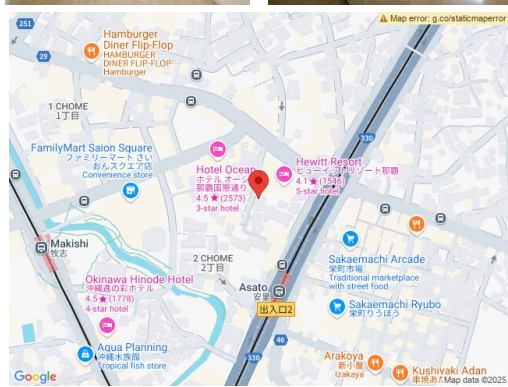 251
Map error: g.co/staticmaperror
Hamburger
Diner Flip-Flop
HAMBURGER
DINER FLIP-FLOP…
Hamburger
29
330
1 CHOME
1丁目
FamilyMart Saion Square
ファミリーマート さい
おんスクエア店
Convenience store
Hotel Ocean
ホテル オーシ
那覇国際通り
4.5★(2573)
3-star hotel
Hewitt Resort
ヒューイットリゾート那覇
4.1★(1546)
5-star hotel
330
Makishi
牧志
2 CHOME
2丁目
Sakaemachi Arcade
栄町市場
Traditional marketplace
with street food
Okinawa Hinode Hotel
沖縄逸の彩ホテル
4.5★(1778)
4-star hotel
Asato
安里
出入口2
Sakaemachi Ryubo
栄町りうぼう
46
Aqua Planning
沖縄水族館
Tropical fish store
330
Arakoya
新小屋
Izakaya
Kushiyaki Adan
串焼あだ
Google
Map data ©2025